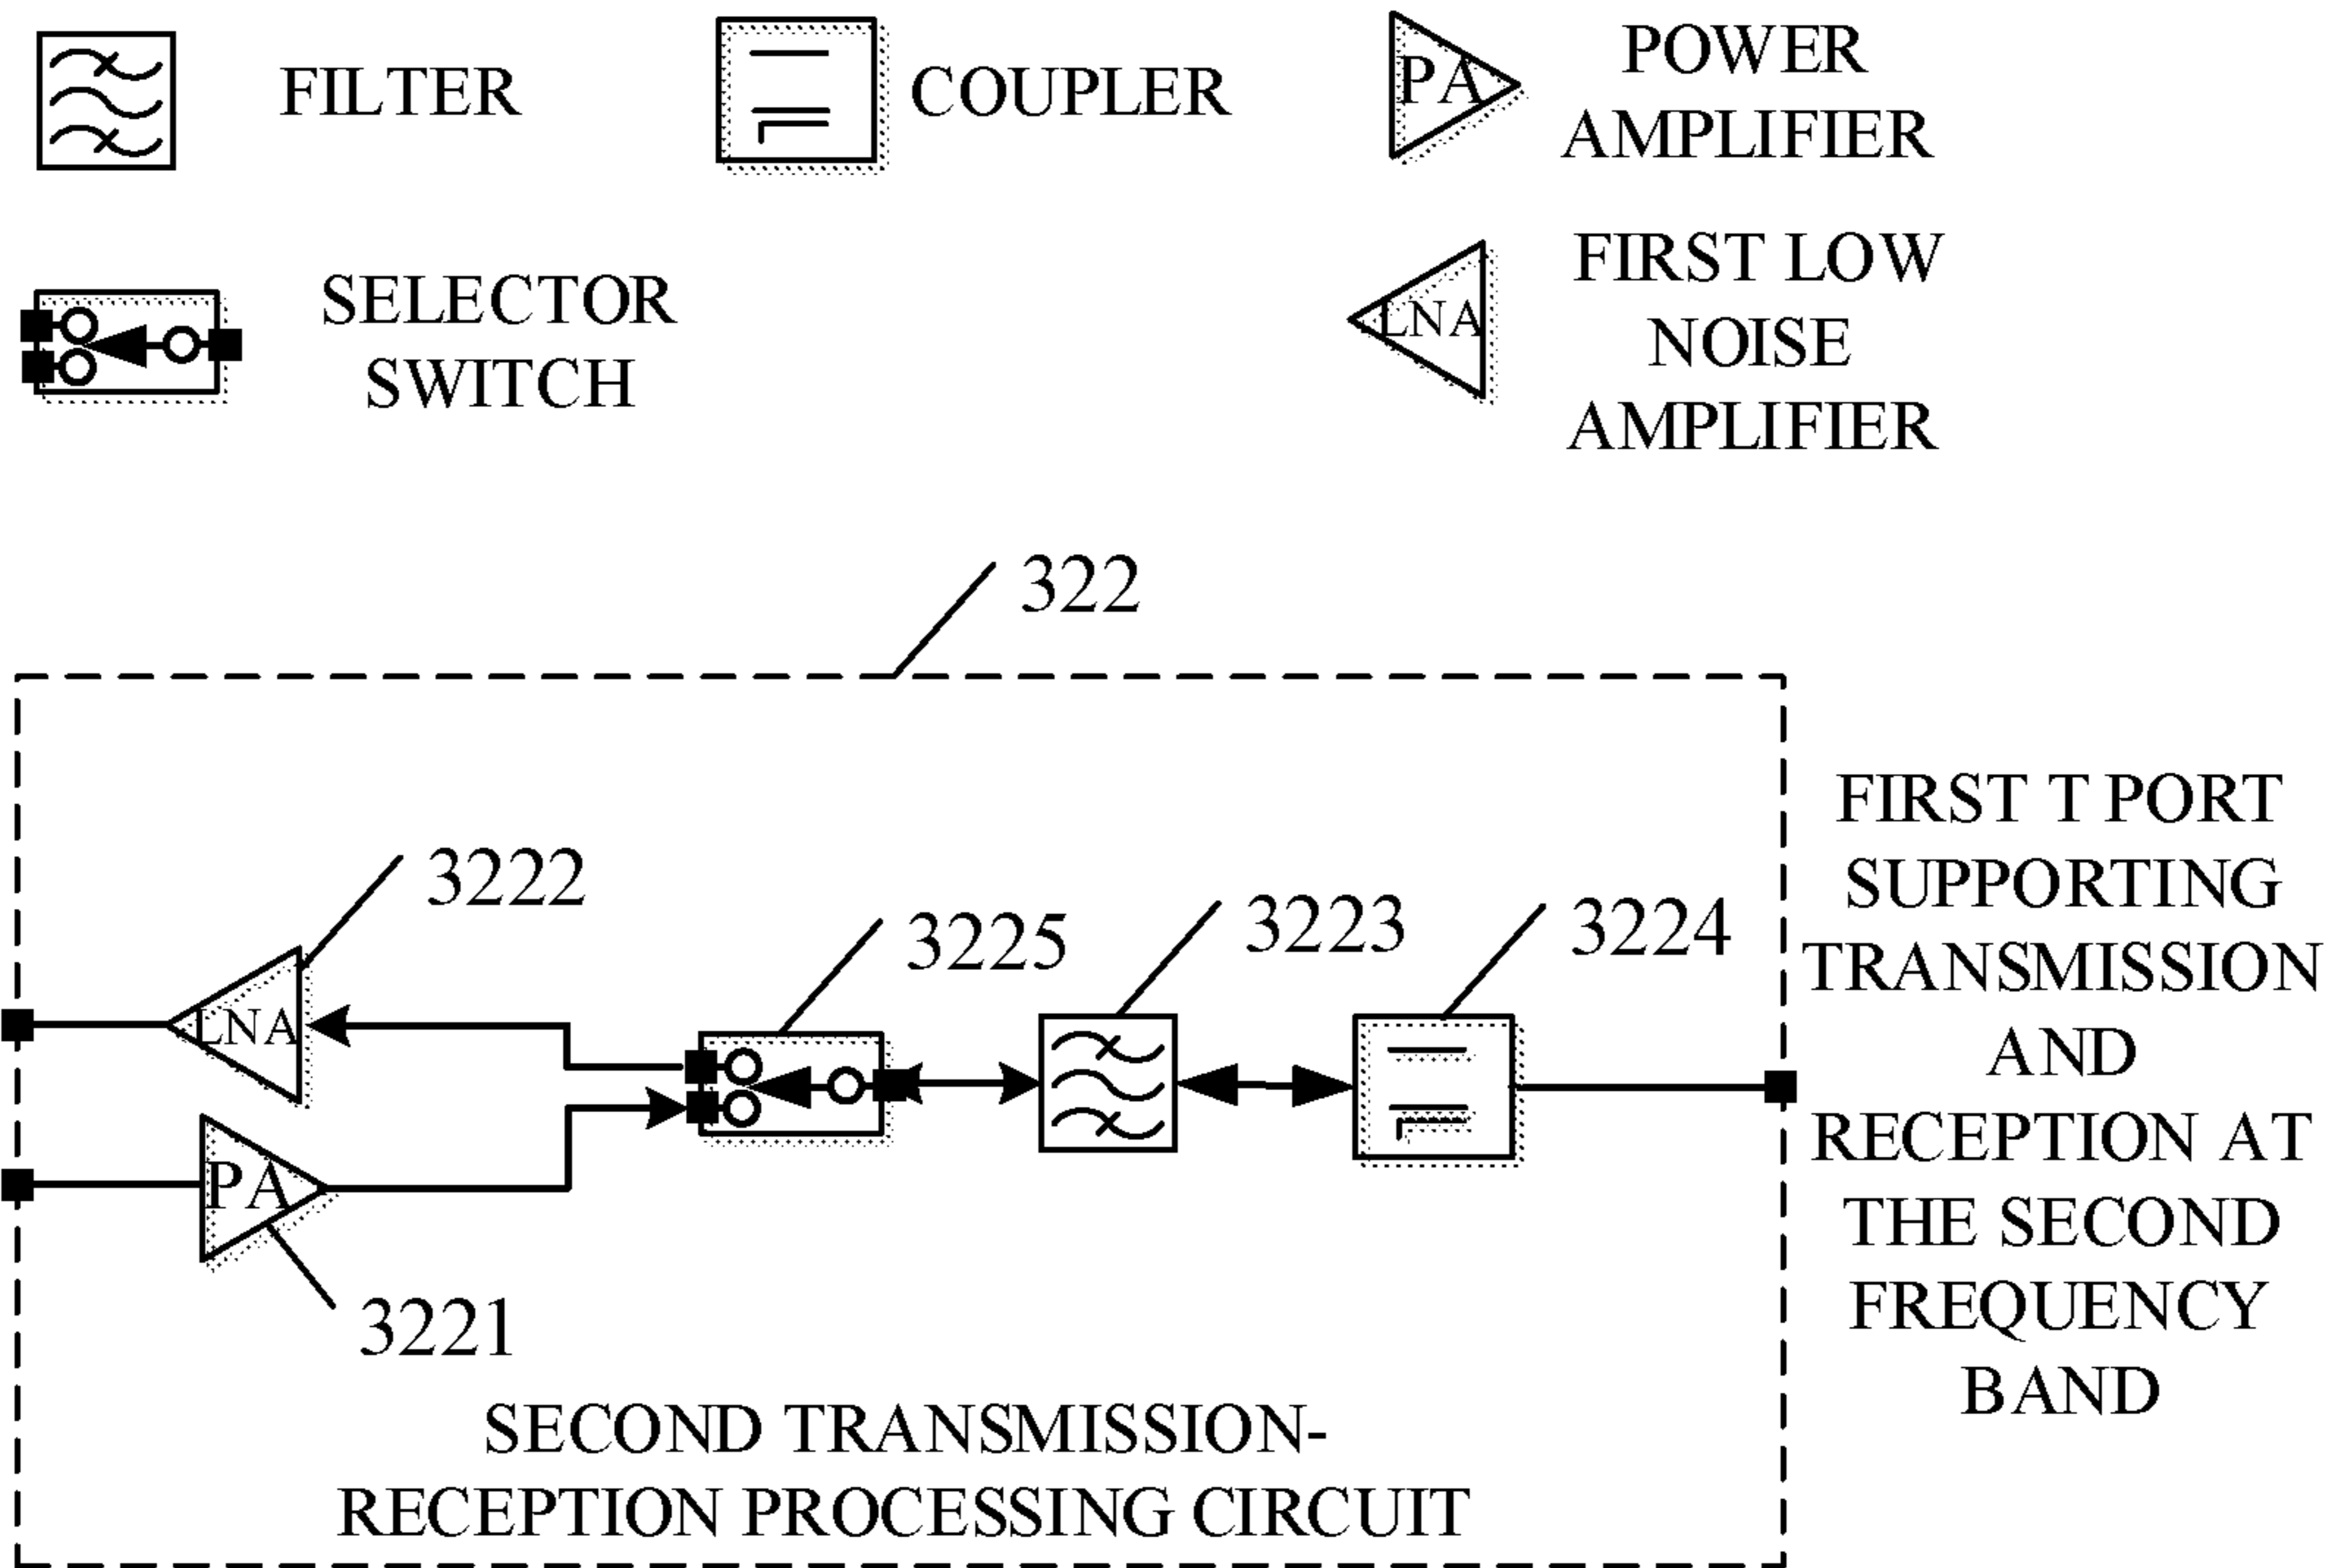 FILTER
COUPLER
PA
POWER
AMPLIFIER
SELECTOR
SWITCH
LNA
FIRST LOW
NOISE
AMPLIFIER
322
3222
3225
3223
3224
LNA
PA
3221
SECOND TRANSMISSION-
RECEPTION PROCESSING CIRCUIT
FIRST T PORT
SUPPORTING
TRANSMISSION
AND
RECEPTION AT
THE SECOND
FREQUENCY
BAND